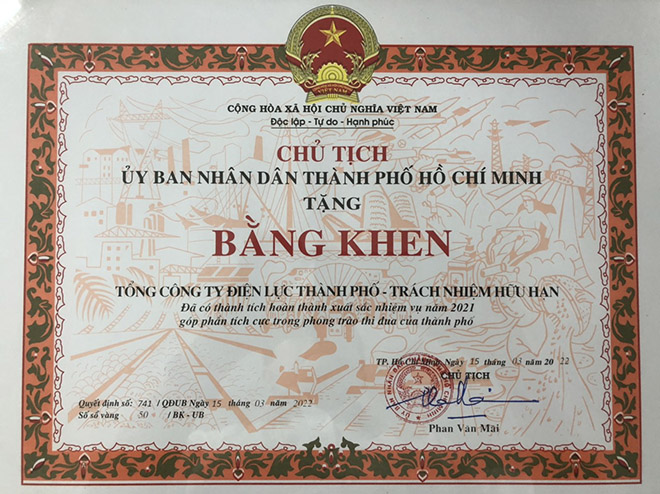 VIỆT NAM
CỘNG HÒA XÃ HỘI CHỦ NGHĨA VIỆT NAM
Độc lập - Tự do - Hạnh phúc
CHỦ TỊCH
ỦY BAN NHÂN DÂN THÀNH PHỐ HỒ CHÍ MINH
TẶNG
BẰNG KHEN
TỔNG CÔNG TY ĐIỆN LỰC THÀNH PHỐ - TRÁCH NHIỆM HỮU HẠN
Đã có thành tích hoàn thành xuất sắc nhiệm vụ năm 2021
góp phần tích cực trong phong trào thi đua của thành phố
TP. Hồ Chí Minh, Ngày 15 tháng 03 năm 2022
CHỦ TỊCH
Quyết định số: 741 / QĐUB Ngày 15 tháng 03 năm 2022
Số sổ vàng 50 / BK - UB
Phan Văn Mãi